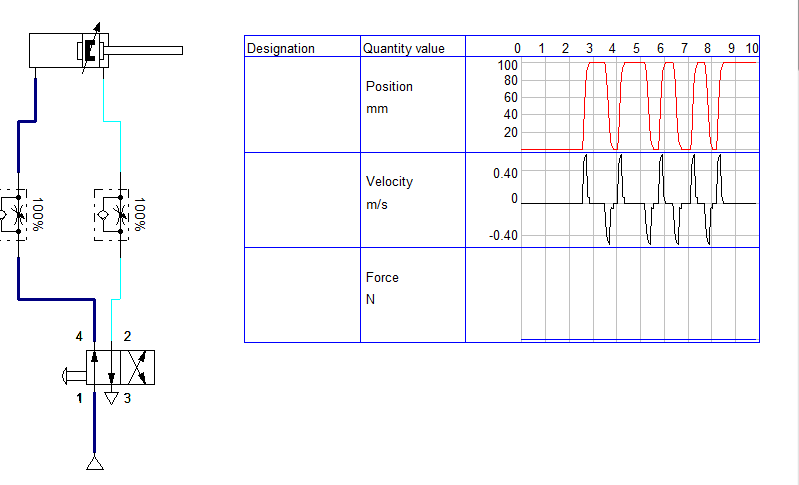 Designation Quantity value 0 1 2 3 4 5 6 7 8 9 10
Position
mm
100
80
60
40
20
Velocity
m/s
0.40
0
-0.40
Force
N
100%
100%
4 2
1 3